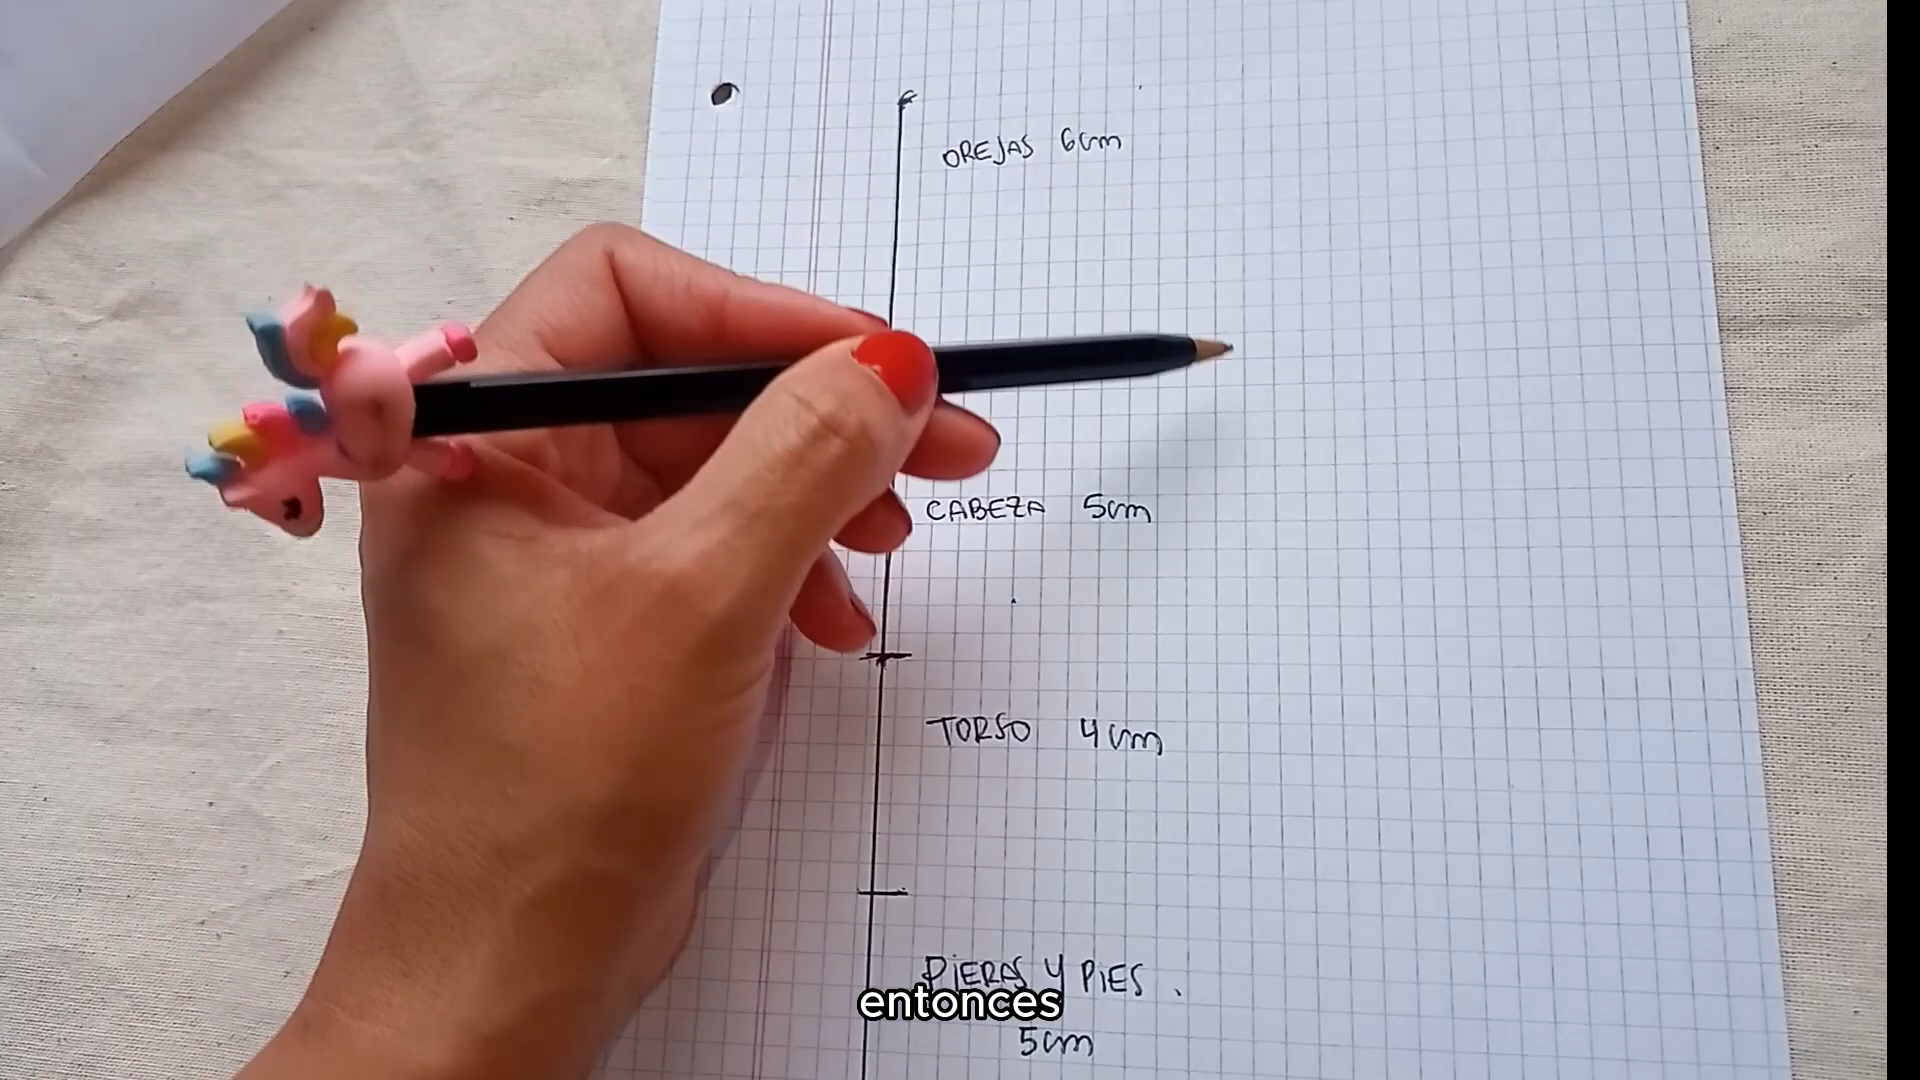 OREJAS 6cm
CABEZA 5cm
TORSO 4cm
PIERAS Y PIES.
entonces
5cm